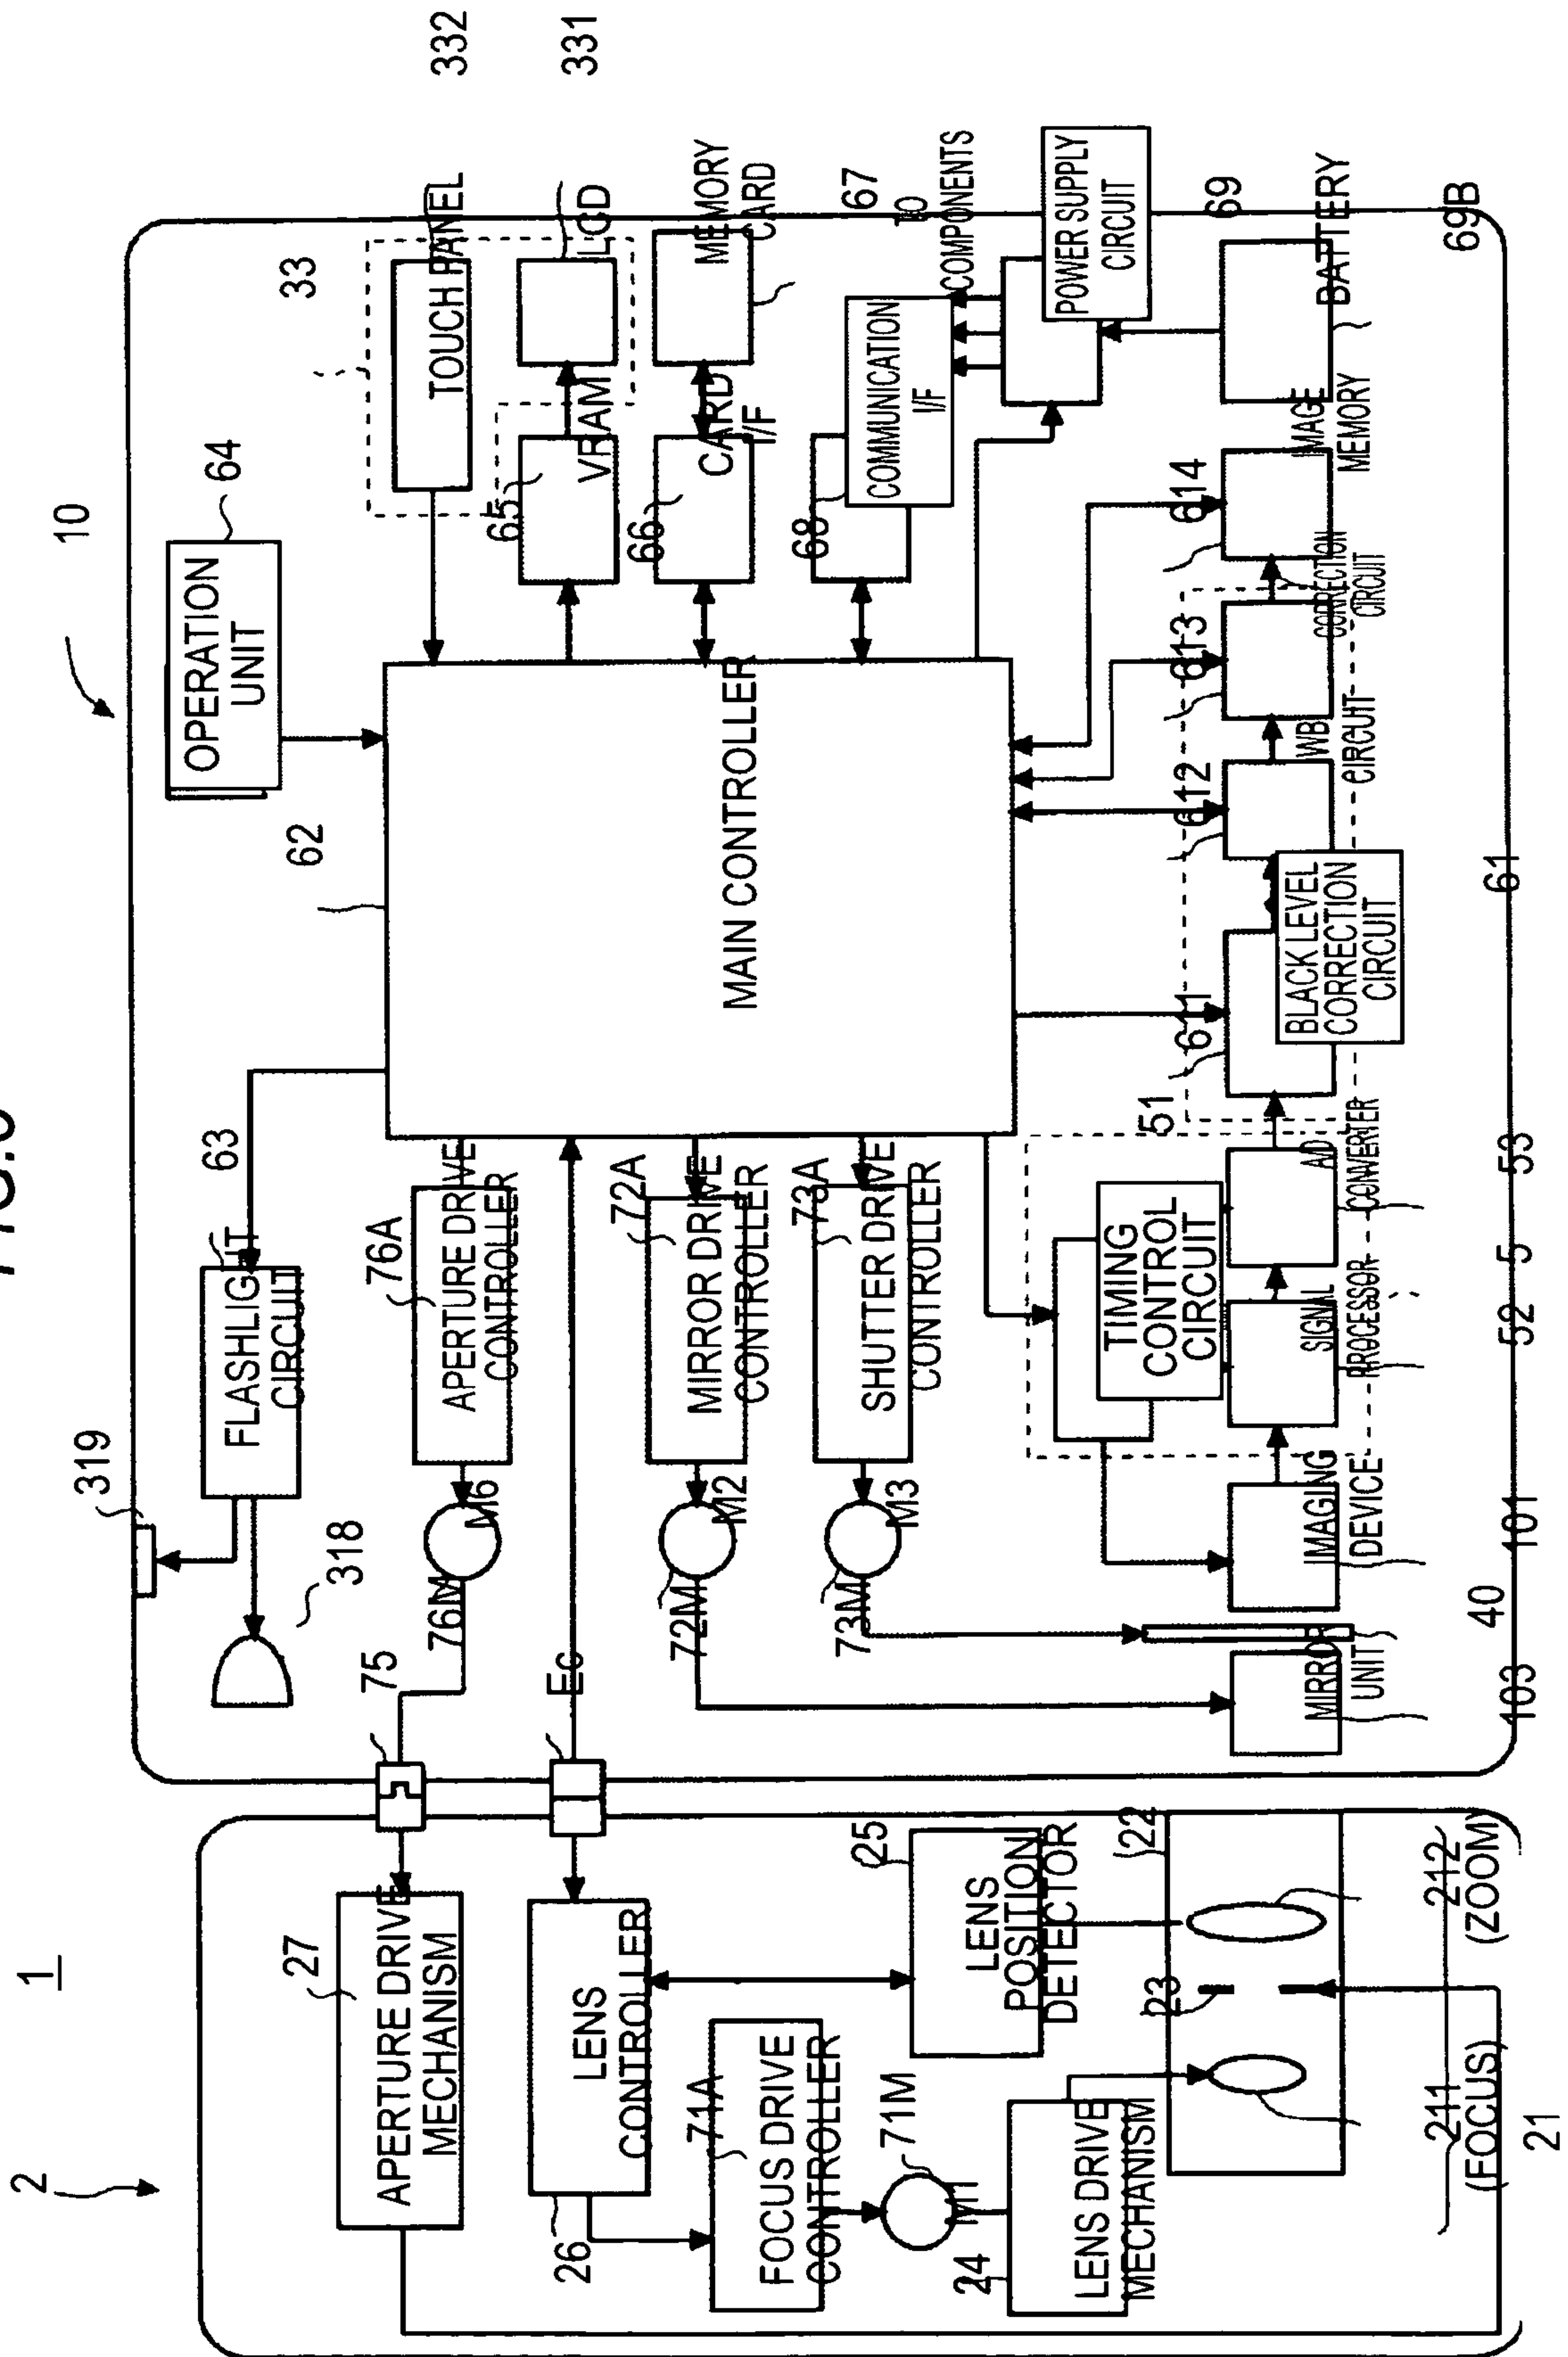 1
2
10
27
APERTURE DRIVE
MECHANISM
26
LENS
CONTROLLER
71A
FOCUS DRIVE
CONTROLLER
71M
24
LENS DRIVE
MECHANISM
25
LENS
POSITION
DETECTOR
22
23
211
(FOCUS)
212
(ZOOM)
21
75
Ec
319
318
63
FLASHLIGHT
CIRCUIT
76A
APERTURE DRIVE
CONTROLLER
M6
76M
72A
MIRROR DRIVE
CONTROLLER
M2
72M
73A
SHUTTER DRIVE
CONTROLLER
M3
73M
62
MAIN CONTROLLER
OPERATION
UNIT
64
33
TOUCH PANEL
332
65
VRAM
LCD
331
66
CARD
I/F
MEMORY
CARD
67
68
COMMUNICATION
I/F
TO
COMPONENTS
POWER SUPPLY
CIRCUIT
69
BATTERY
69B
MIRROR
UNIT
103
40
IMAGING
DEVICE
101
51
TIMING
CONTROL
CIRCUIT
SIGNAL
PROCESSOR
52
5
A/D
CONVERTER
53
611
BLACK LEVEL
CORRECTION
CIRCUIT
61
612
WB
CIRCUIT
613
CORRECTION
CIRCUIT
614
IMAGE
MEMORY